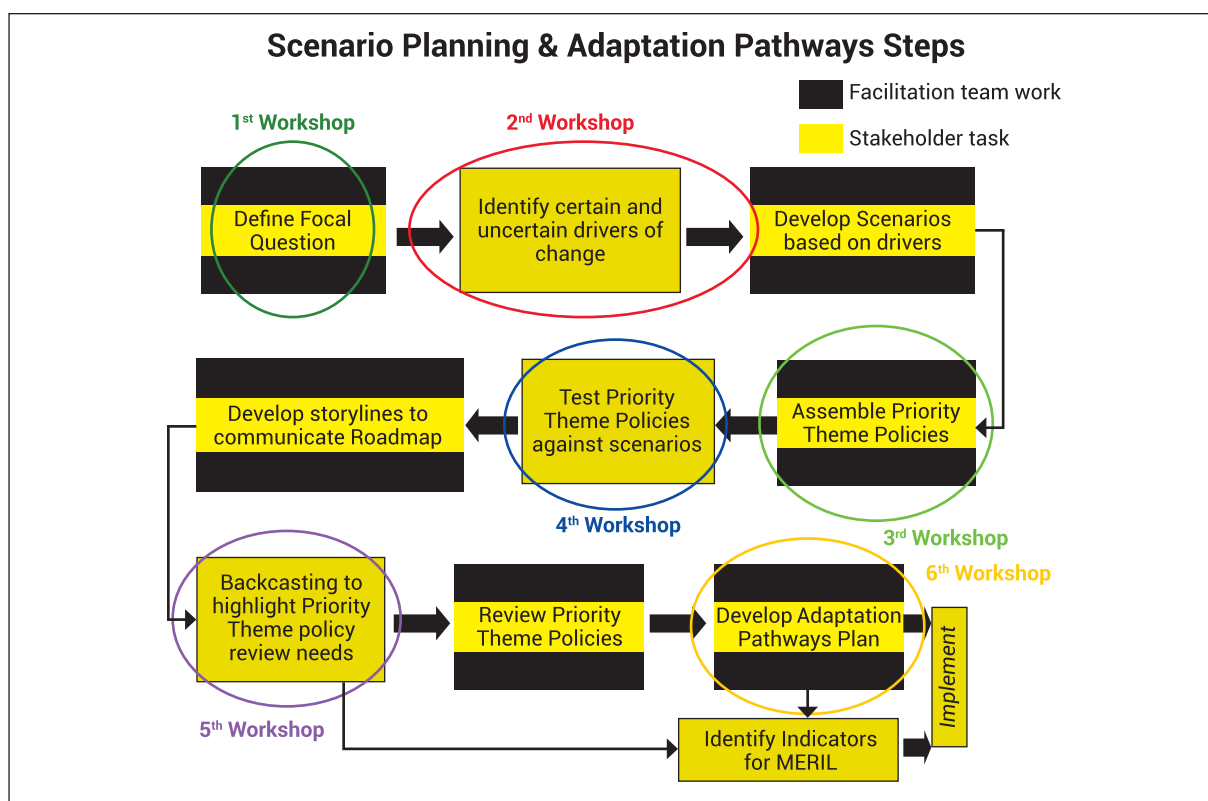 Scenario Planning & Adaptation Pathways Steps
Facilitation team work
Stakeholder task
1st Workshop
2nd Workshop
Define Focal
Question
Identify certain and
uncertain drivers of
change
Develop Scenarios
based on drivers
Develop storylines to
communicate Roadmap
Test Priority
Theme Policies
against scenarios
Assemble Priority
Theme Policies
4th Workshop
3rd Workshop
6th Workshop
Backcasting to
highlight Priority
Theme policy
review needs
Review Priority
Theme Policies
Develop Adaptation
Pathways Plan
Implement
5th Workshop
Identify Indicators
for MERIL